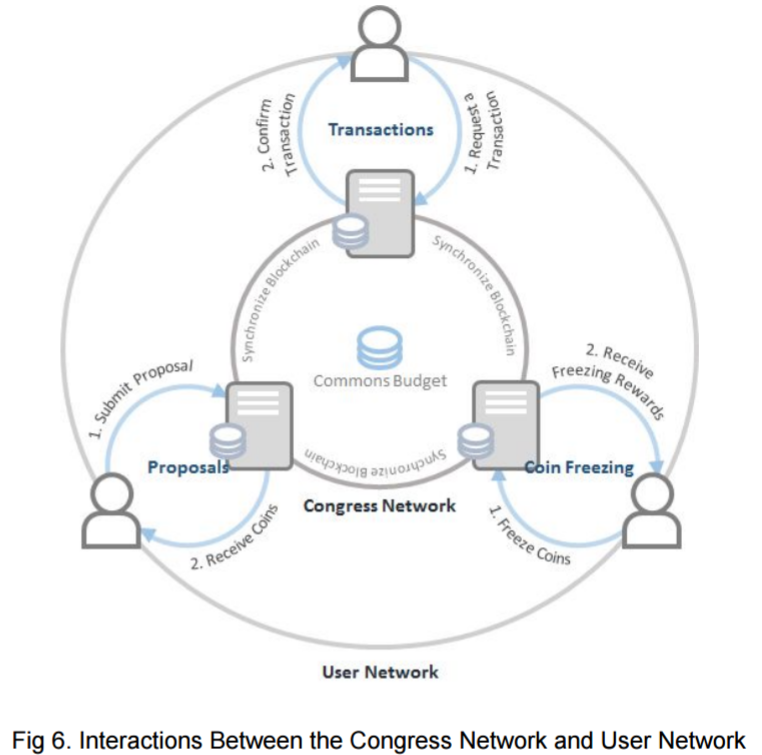 2. Confirm
Transaction
Transactions
1. Request a
Transaction
Synchronize Blockchain
Synchronize Blockchain
Commons Budget
1. Submit Proposal
2. Receive
Freezing Rewards
Synchronize Blockchain
Proposals
Coin Freezing
Congress Network
2. Receive Coins
1. Freeze Coins
User Network
Fig 6. Interactions Between the Congress Network and User Network